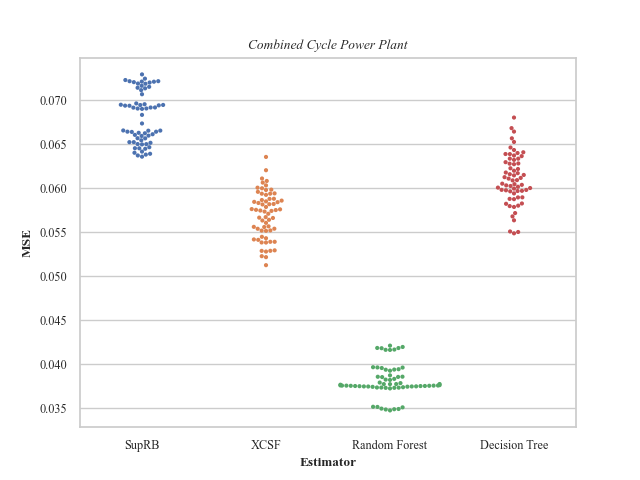 Combined Cycle Power Plant
0.070
0.065
0.060
0.055
0.050
0.045
0.040
0.035
MSE
SupRB XCSF Random Forest Decision Tree
Estimator